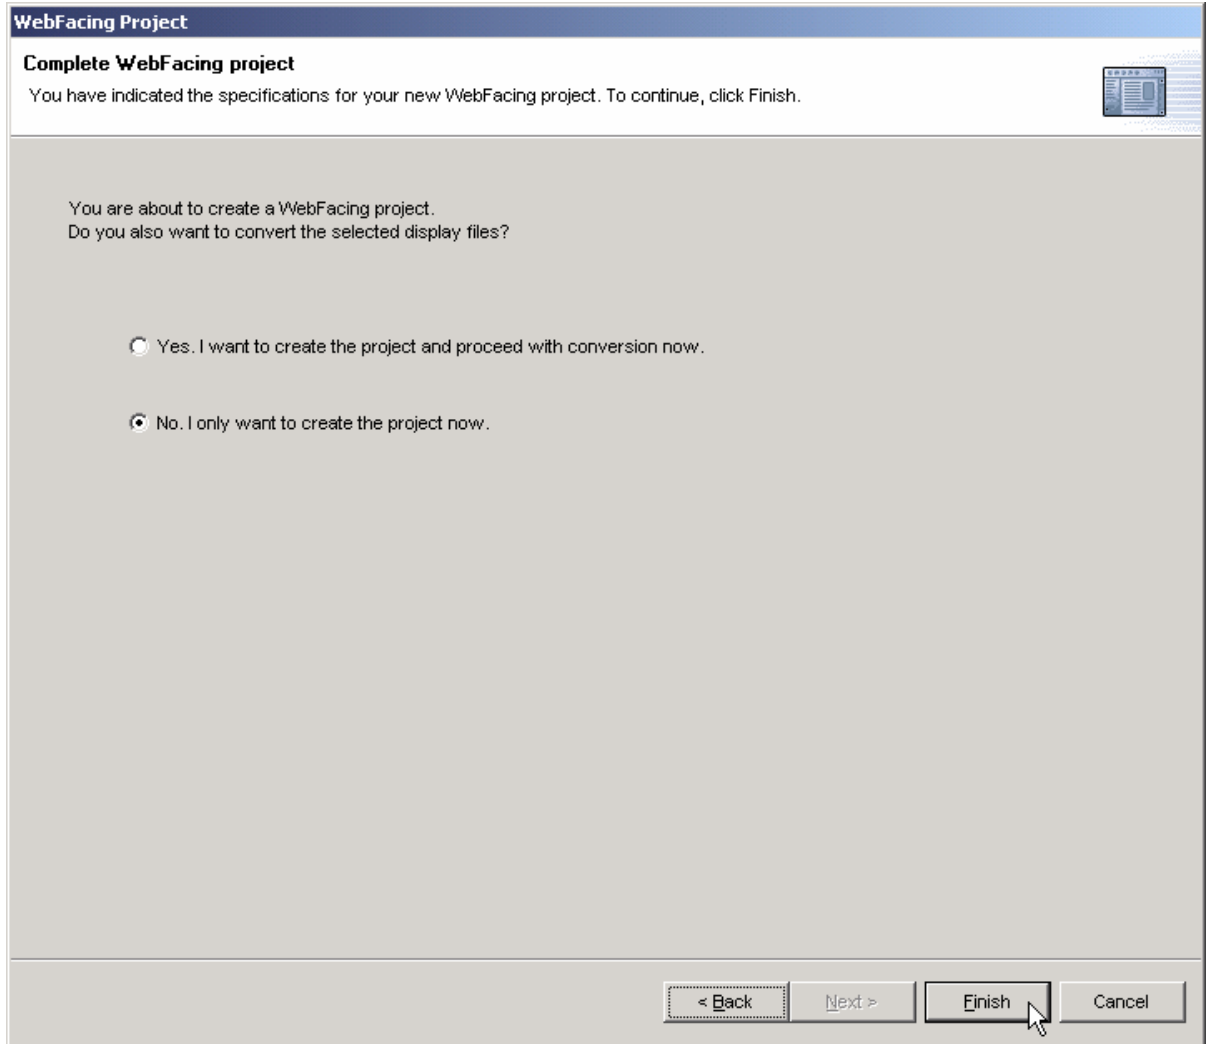 WebFacing Project
Complete WebFacing project
You have indicated the specifications for your new WebFacing project. To continue, click Finish.
You are about to create a WebFacing project.
Do you also want to convert the selected display files?
Yes. I want to create the project and proceed with conversion now.
No. I only want to create the project now.
< Back Next > Finish Cancel